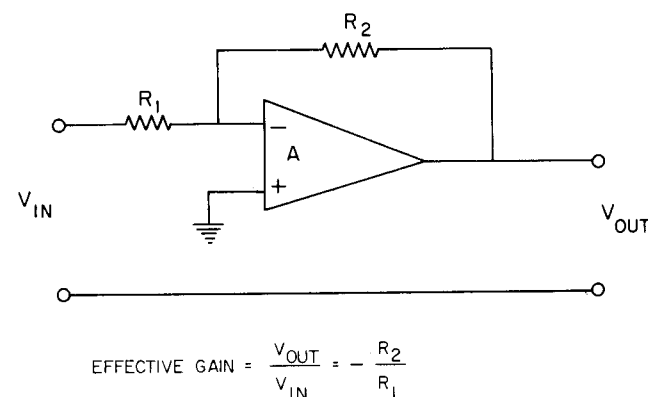 R2
R1
−
A
+
VIN
VOUT
EFFECTIVE GAIN = VOUT/VIN = − R2/R1